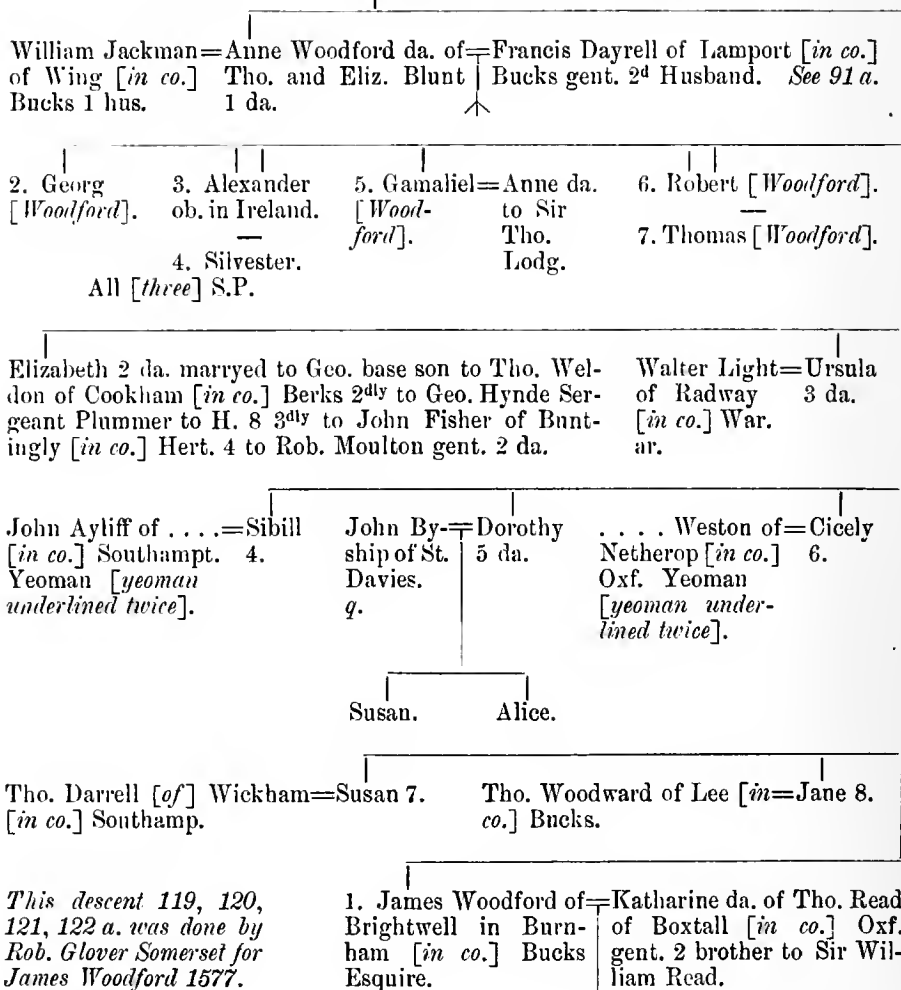 William Jackman=Anne Woodford da. of=Francis Dayrell of Lamport [in co.]
of Wing [in co.] Tho. and Eliz. Blunt Bucks gent. 2d Husband. See 91 a.
Bucks 1 hus. 1 da.
2. Georg 3. Alexander 5. Gamaliel=Anne da. 6. Robert [Woodford].
[Woodford]. ob. in Ireland. [Wood- to Sir —
— ford]. Tho. 7. Thomas [Woodford].
4. Silvester. Lodg.
All [three] S.P.
Elizabeth 2 da. marryed to Geo. base son to Tho. Wel- Walter Light=Ursula
don of Cookham [in co.] Berks 2dly to Geo. Hynde Ser- of Radway 3 da.
geant Plummer to H. 8 3dly to John Fisher of Bunt- [in co.] War.
ingly [in co.] Hert. 4 to Rob. Moulton gent. 2 da. ar.
John Ayliff of . . . .=Sibill John By-=Dorothy . . . . Weston of=Cicely
[in co.] Southampt. 4. ship of St. 5 da. Netherop [in co.] 6.
Yeoman [yeoman Davies. Oxf. Yeoman
underlined twice]. q. [yeoman under-
lined twice].
Susan. Alice.
Tho. Darrell [of] Wickham=Susan 7. Tho. Woodward of Lee [in=Jane 8.
[in co.] Southamp. co.] Bucks.
This descent 119, 120, 1. James Woodford of=Katharine da. of Tho. Read
121, 122 a. was done by Brightwell in Burn- of Boxtall [in co.] Oxf.
Rob. Glover Somerset for ham [in co.] Bucks gent. 2 brother to Sir Wil-
James Woodford 1577. Esquire. liam Read.